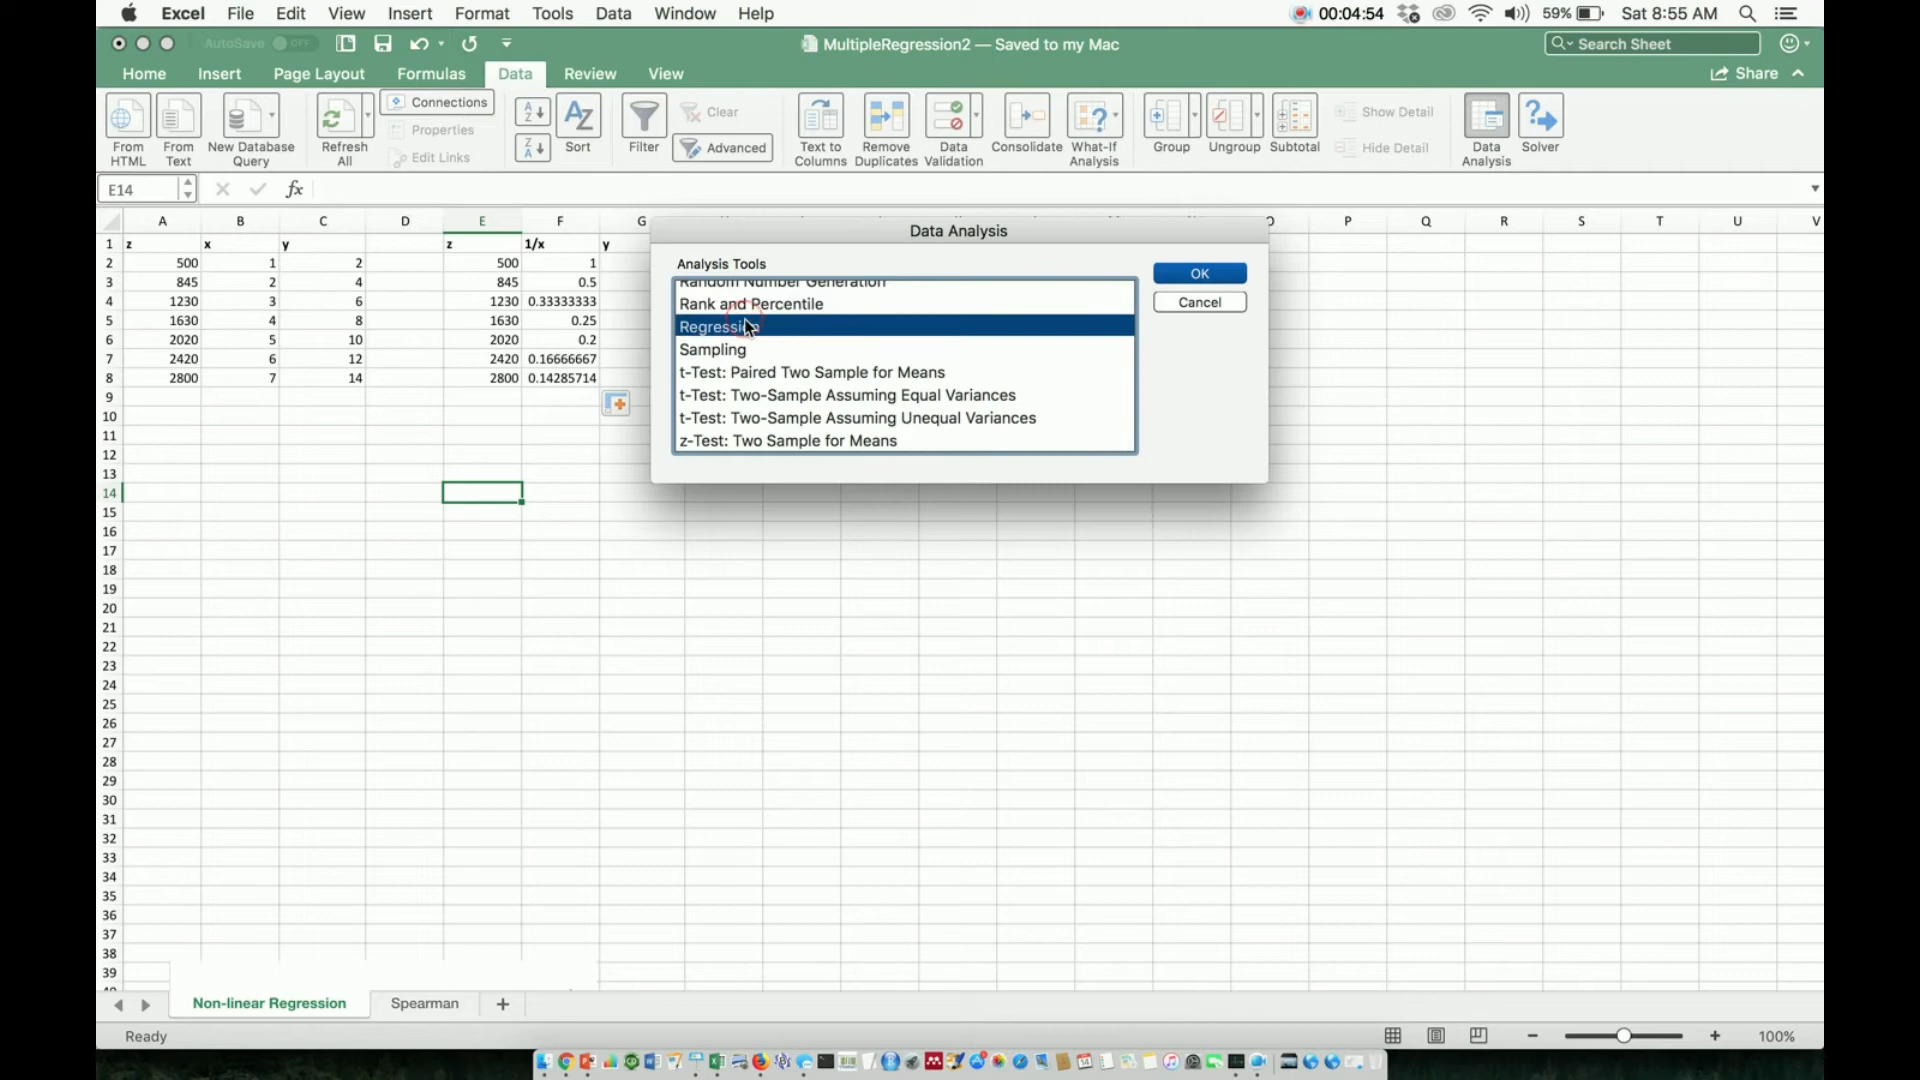 Excel File Edit View Insert Format Tools Data Window Help 00:04:54 59% Sat 8:55 AM
AutoSave OFF MultipleRegression2 — Saved to my Mac Search Sheet
Home Insert Page Layout Formulas Data Review View Share
From HTML From Text New Database Query Refresh All Connections Properties Edit Links Sort Filter Clear Advanced Text to Columns Remove Duplicates Data Validation Consolidate What-If Analysis Group Ungroup Subtotal Show Detail Hide Detail Data Analysis Solver
E14 fx
A B C D E F G O P Q R S T U V
1 z x y z 1/x y
2 500 1 2 500 1
3 845 2 4 845 0.5
4 1230 3 6 1230 0.33333333
5 1630 4 8 1630 0.25
6 2020 5 10 2020 0.2
7 2420 6 12 2420 0.16666667
8 2800 7 14 2800 0.14285714
9
10
11
12
13
14
15
16
17
18
19
20
21
22
23
24
25
26
27
28
29
30
31
32
33
34
35
36
37
38
39
Data Analysis
Analysis Tools
Random Number Generation
Rank and Percentile
Regression
Sampling
t-Test: Paired Two Sample for Means
t-Test: Two-Sample Assuming Equal Variances
t-Test: Two-Sample Assuming Unequal Variances
z-Test: Two Sample for Means
OK
Cancel
Non-linear Regression Spearman +
Ready 100%